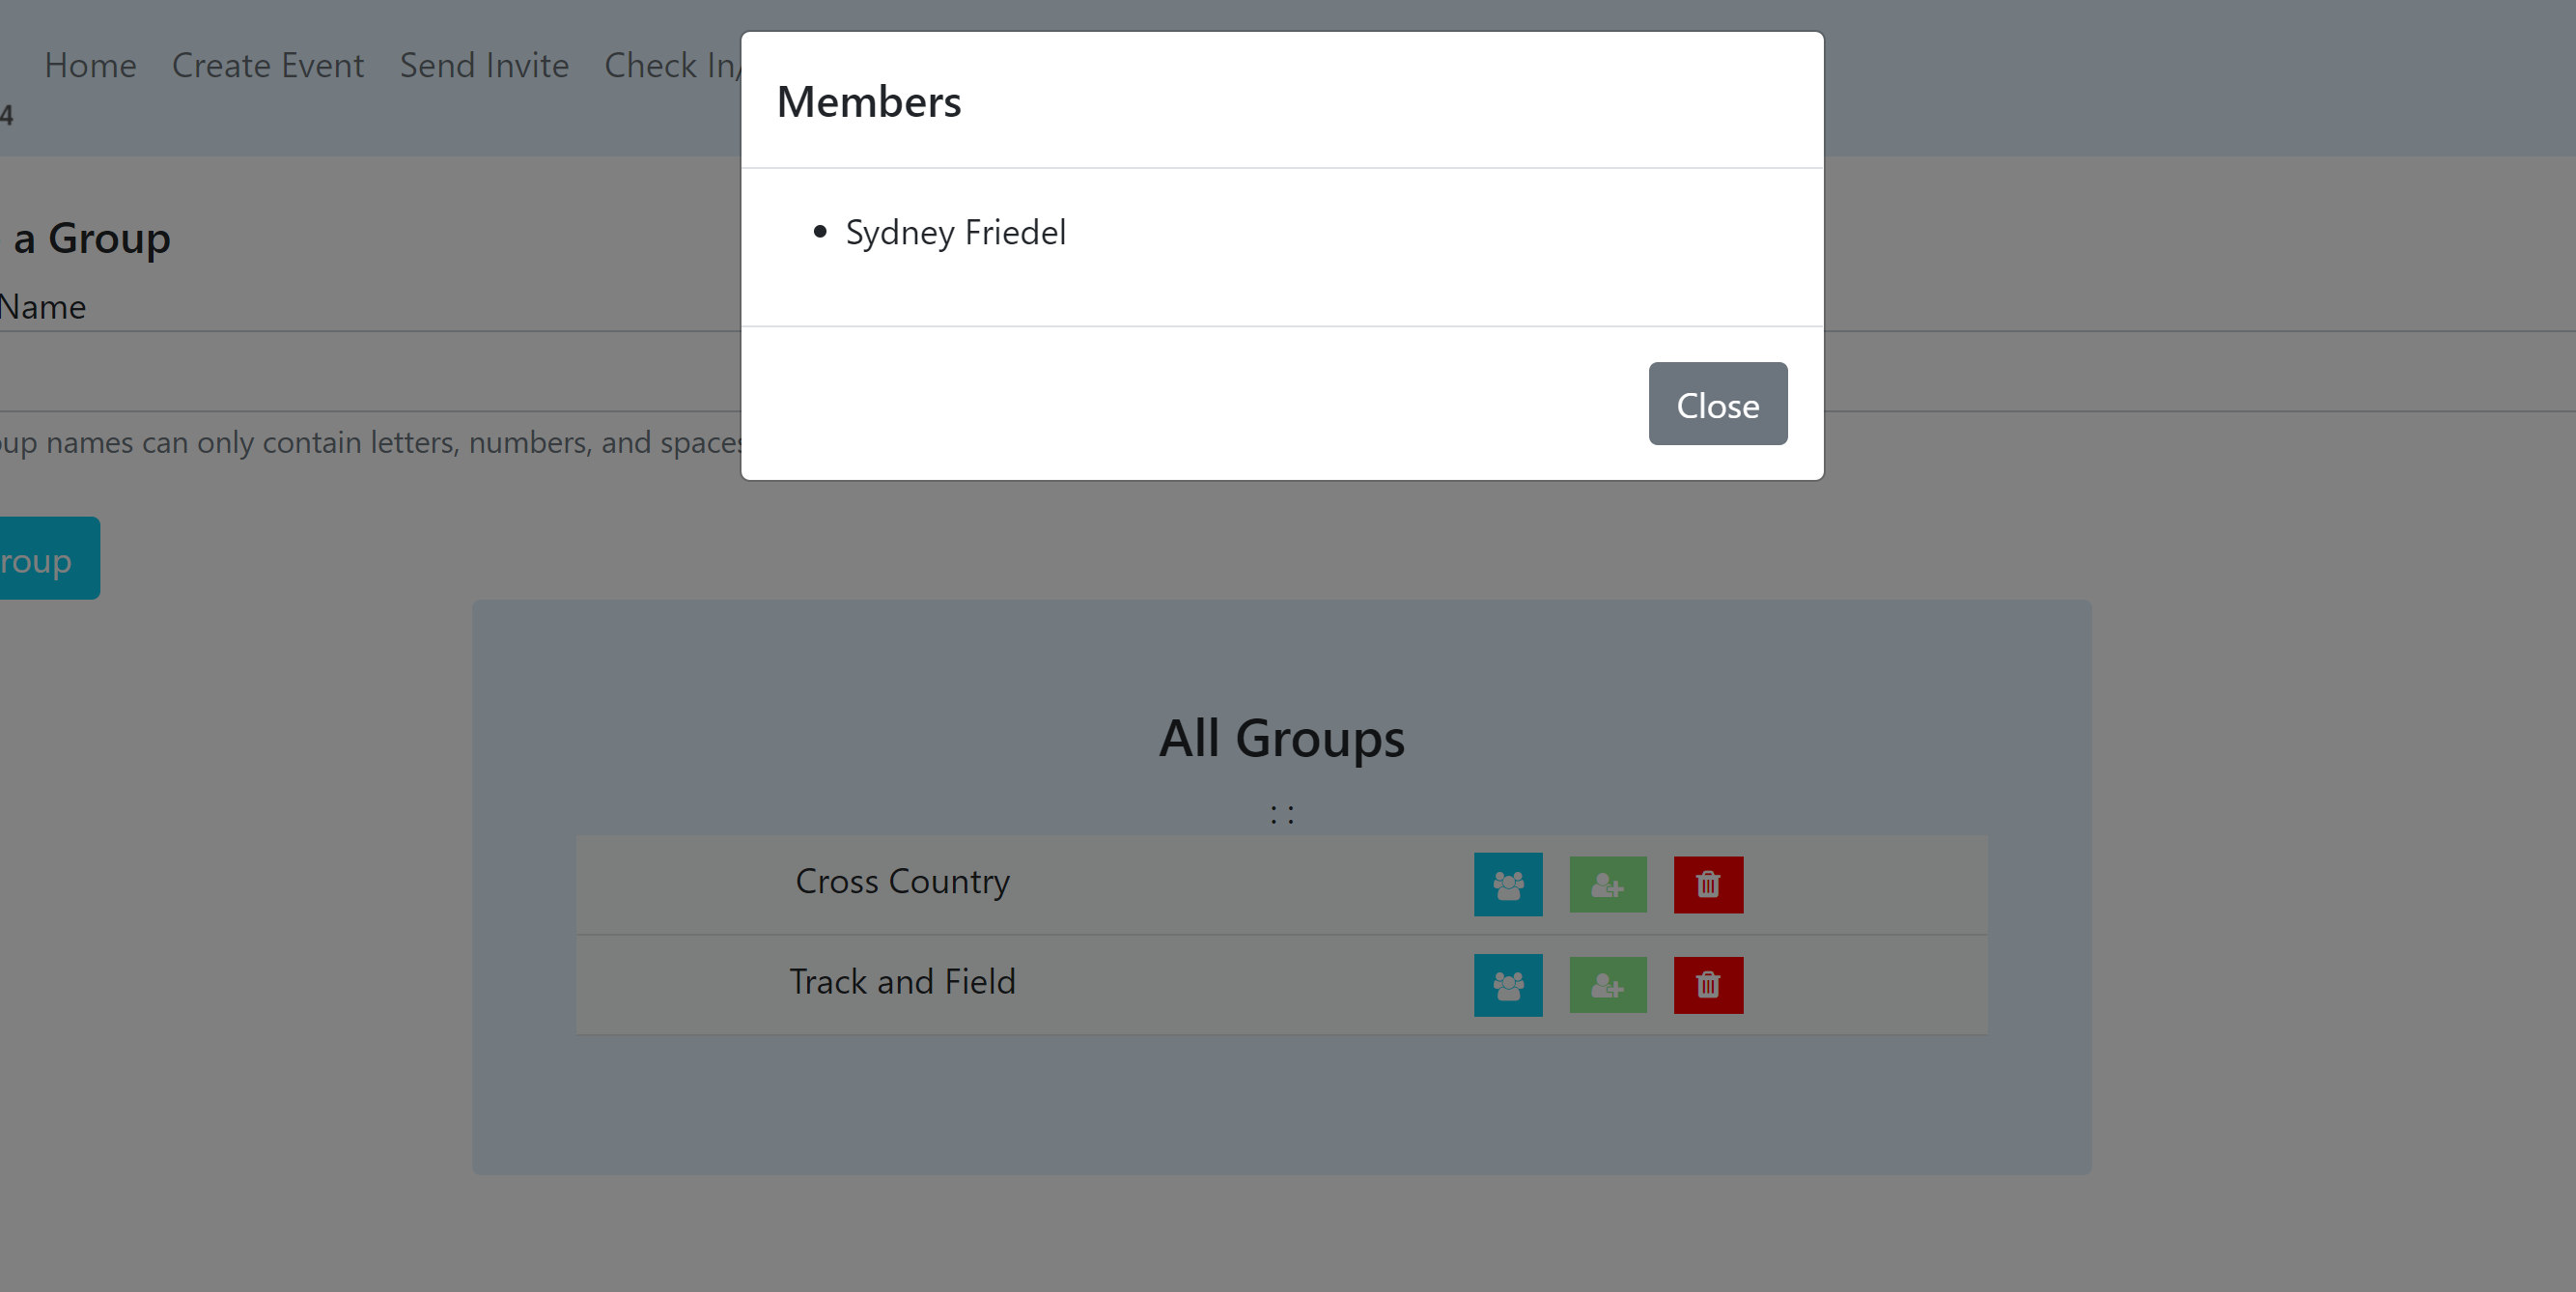 Home Create Event Send Invite Check In/
4
Members
Sydney Friedel
Close
a Group
Name
up names can only contain letters, numbers, and spaces
roup
All Groups
: :
Cross Country
Track and Field